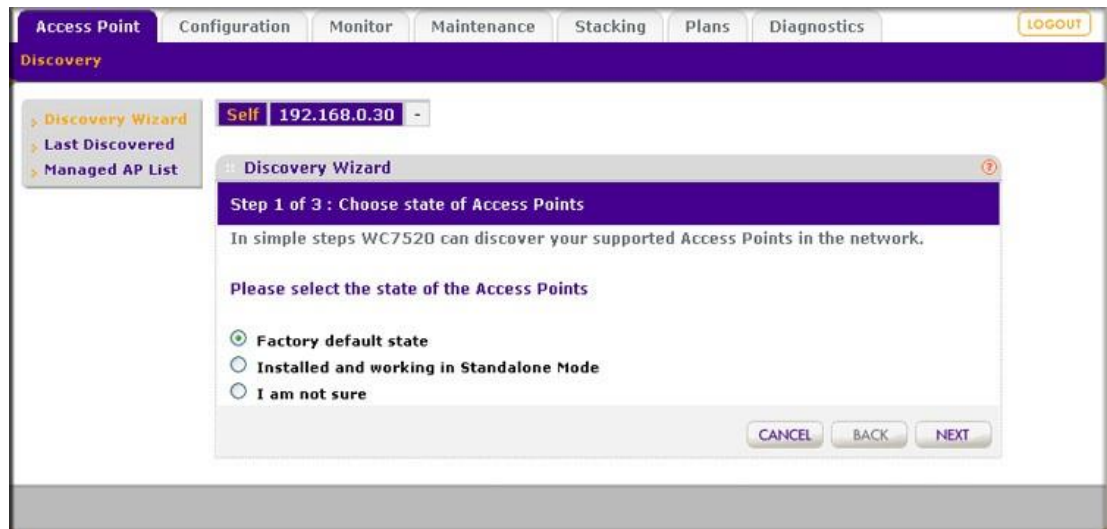 Access Point Configuration Monitor Maintenance Stacking Plans Diagnostics LOGOUT
Discovery
Discovery Wizard
Last Discovered
Managed AP List
Self 192.168.0.30 -
Discovery Wizard ?
Step 1 of 3 : Choose state of Access Points
In simple steps WC7520 can discover your supported Access Points in the network.
Please select the state of the Access Points
Factory default state
Installed and working in Standalone Mode
I am not sure
CANCEL BACK NEXT